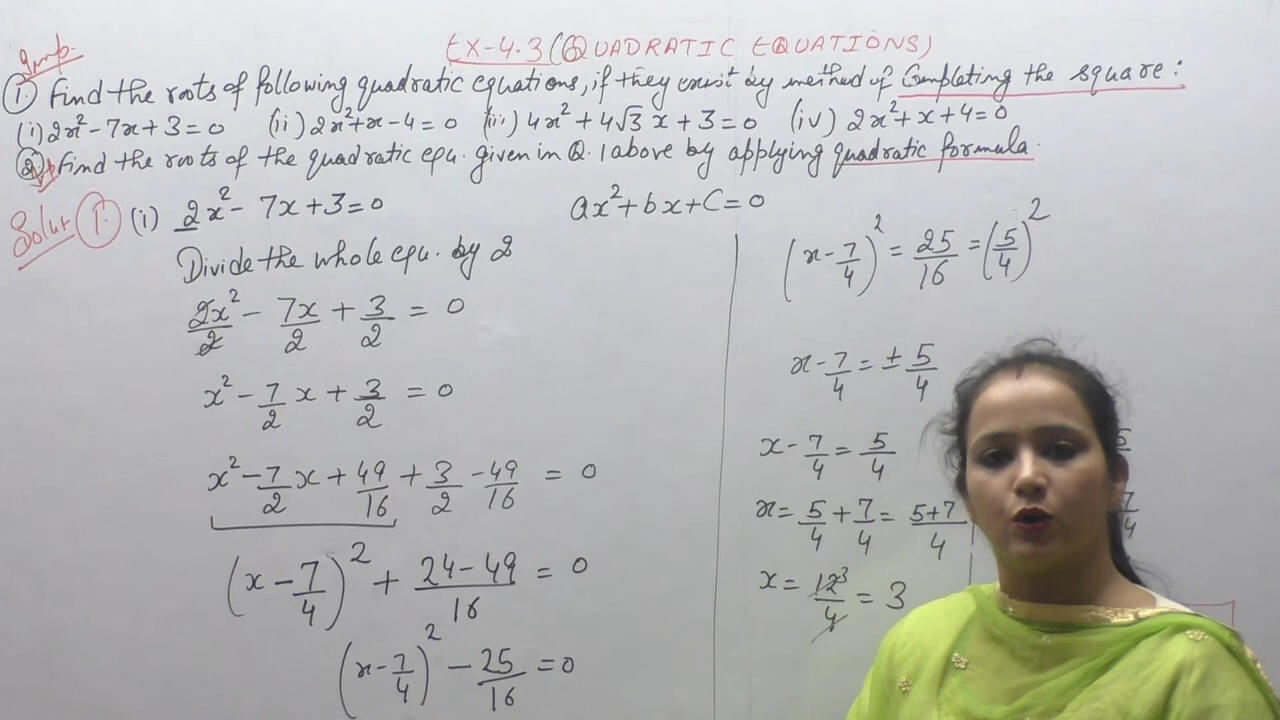 Imp.
EX-4.3 (QUADRATIC EQUATIONS)
① Find the roots of following quadratic equations, if they exist by method of Completing the square:
(i) 2x² - 7x + 3 = 0 (ii) 2x² + x - 4 = 0 (iii) 4x² + 4√3 x + 3 = 0 (iv) 2x² + x + 4 = 0
② Find the roots of the quadratic equ. given in Q.1 above by applying quadratic formula.
Solut 1. (i) 2x² - 7x + 3 = 0
ax² + bx + C = 0
Divide the whole equ. by 2
2x²/2 - 7x/2 + 3/2 = 0
x² - 7/2 x + 3/2 = 0
x² - 7/2 x + 49/16 + 3/2 - 49/16 = 0
(x - 7/4)² + 24-49/16 = 0
(x - 7/4)² - 25/16 = 0
(x - 7/4)² = 25/16 = (5/4)²
x - 7/4 = ± 5/4
x - 7/4 = 5/4
x = 5/4 + 7/4 = 5+7/4
x = 12/4 3 = 3